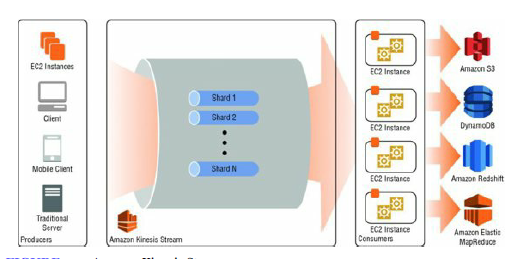 EC2 Instances
Client
Mobile Client
Traditional
Server
Producers
Shard 1
Shard 2
Shard N
Amazon Kinesis Stream
EC2 Instance
EC2 Instance
EC2 Instance
EC2 Instance
Consumers
Amazon S3
DynamoDB
Amazon Redshift
Amazon Elastic
MapReduce